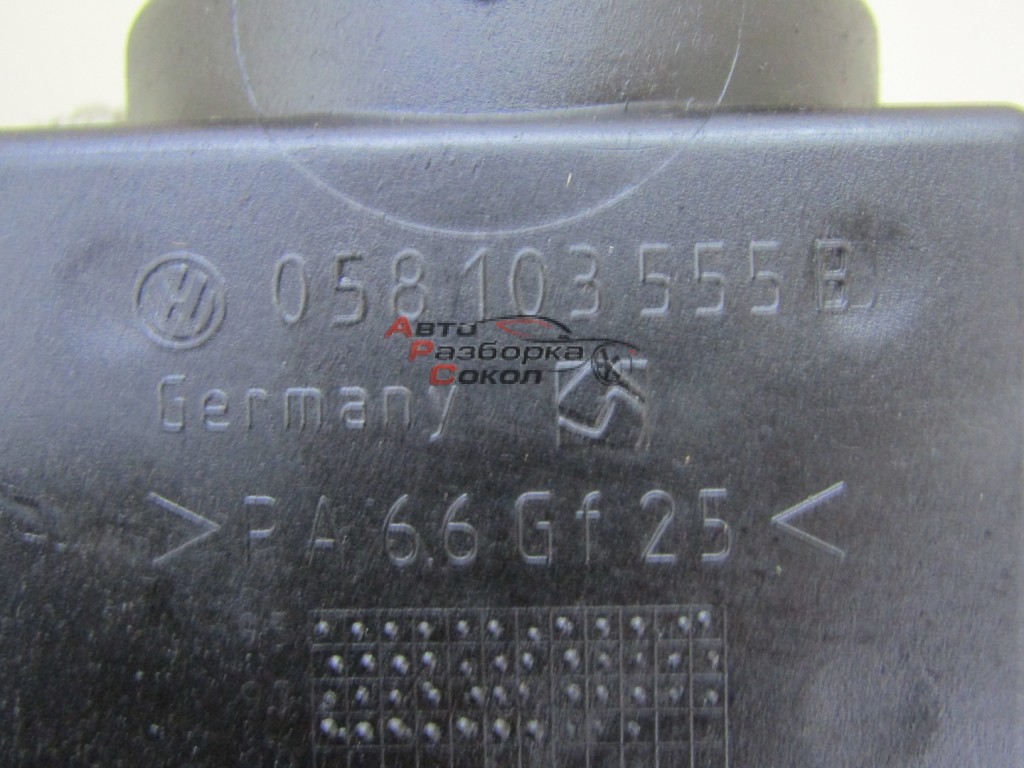 058 103 555 B
Авто
Разборка
Сокол
Germany
>PA 6.6 Gf 25<